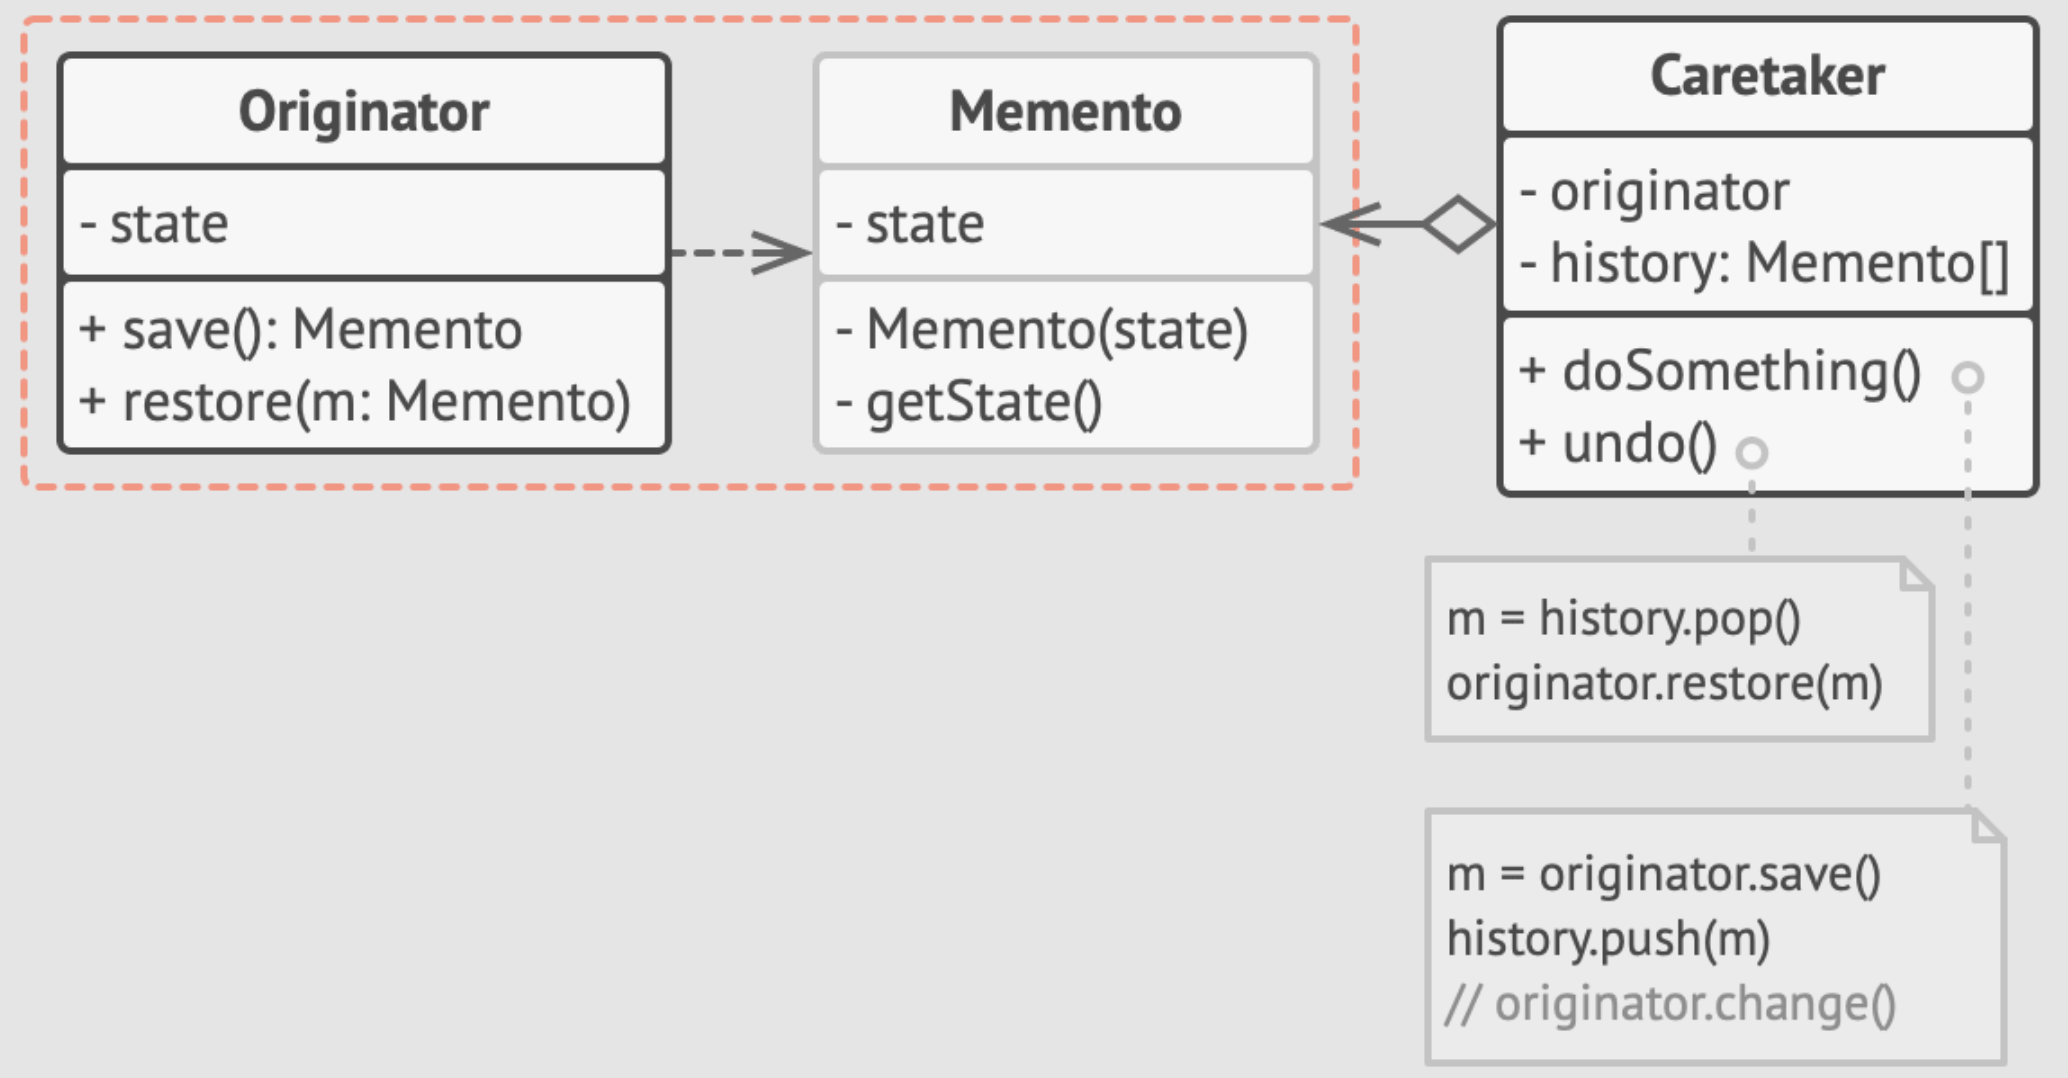 Originator
- state
+ save(): Memento
+ restore(m: Memento)
Memento
- state
- Memento(state)
- getState()
Caretaker
- originator
- history: Memento[]
+ doSomething()
+ undo()
m = history.pop()
originator.restore(m)
m = originator.save()
history.push(m)
// originator.change()